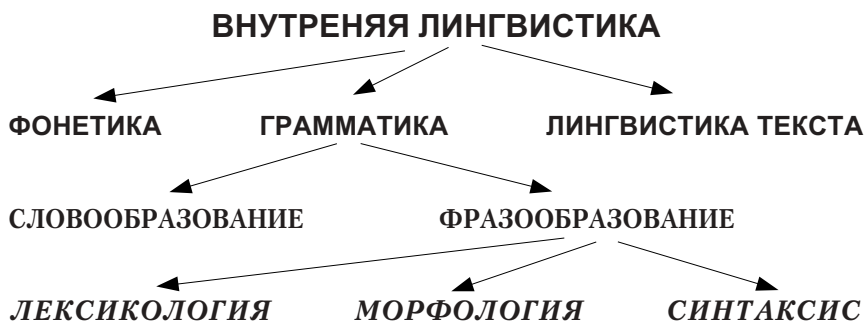 ВНУТРЕНЯЯ ЛИНГВИСТИКА
ФОНЕТИКА ГРАММАТИКА ЛИНГВИСТИКА ТЕКСТА
СЛОВООБРАЗОВАНИЕ ФРАЗООБРАЗОВАНИЕ
ЛЕКСИКОЛОГИЯ МОРФОЛОГИЯ СИНТАКСИС